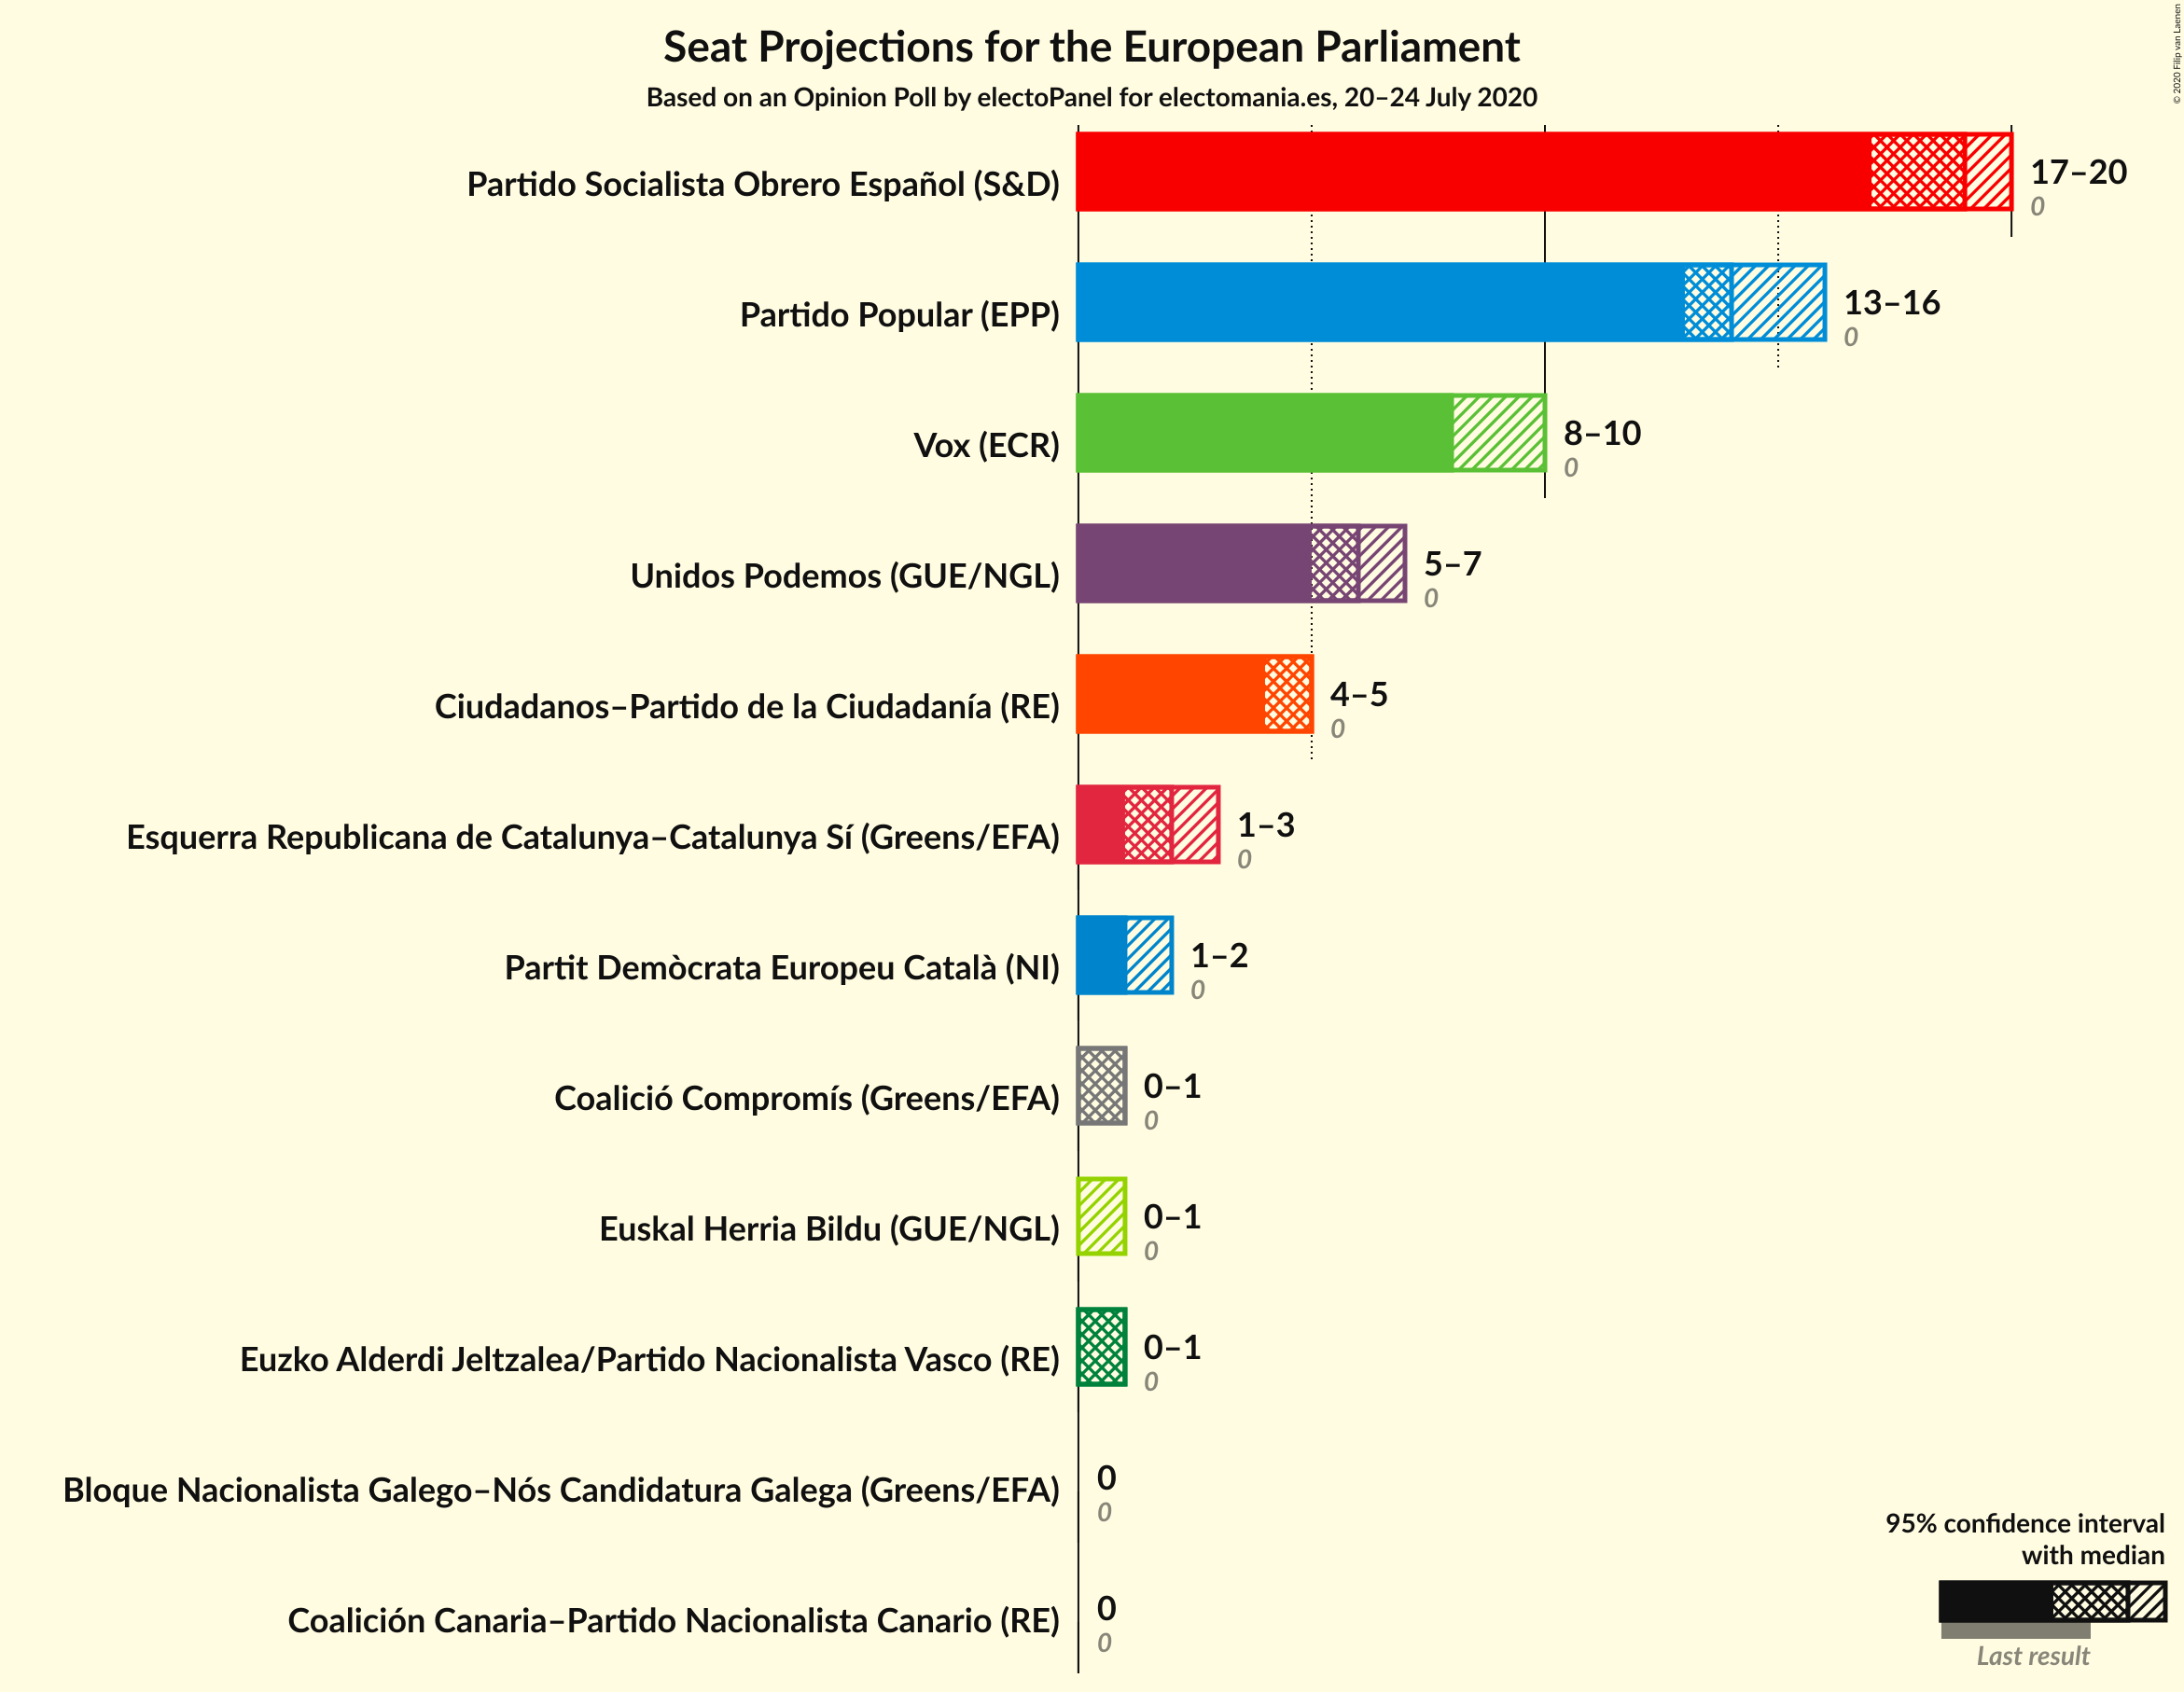 Seat Projections for the European Parliament
Based on an Opinion Poll by electoPanel for electomania.es, 20–24 July 2020
© 2020 Filip van Laenen
Partido Socialista Obrero Español (S&D)
17–20
0
Partido Popular (EPP)
13–16
0
Vox (ECR)
8–10
0
Unidos Podemos (GUE/NGL)
5–7
0
Ciudadanos–Partido de la Ciudadanía (RE)
4–5
0
Esquerra Republicana de Catalunya–Catalunya Sí (Greens/EFA)
1–3
0
Partit Demòcrata Europeu Català (NI)
1–2
0
Coalició Compromís (Greens/EFA)
0–1
0
Euskal Herria Bildu (GUE/NGL)
0–1
0
Euzko Alderdi Jeltzalea/Partido Nacionalista Vasco (RE)
0–1
0
Bloque Nacionalista Galego–Nós Candidatura Galega (Greens/EFA)
0
0
Coalición Canaria–Partido Nacionalista Canario (RE)
0
0
95% confidence interval
with median
Last result